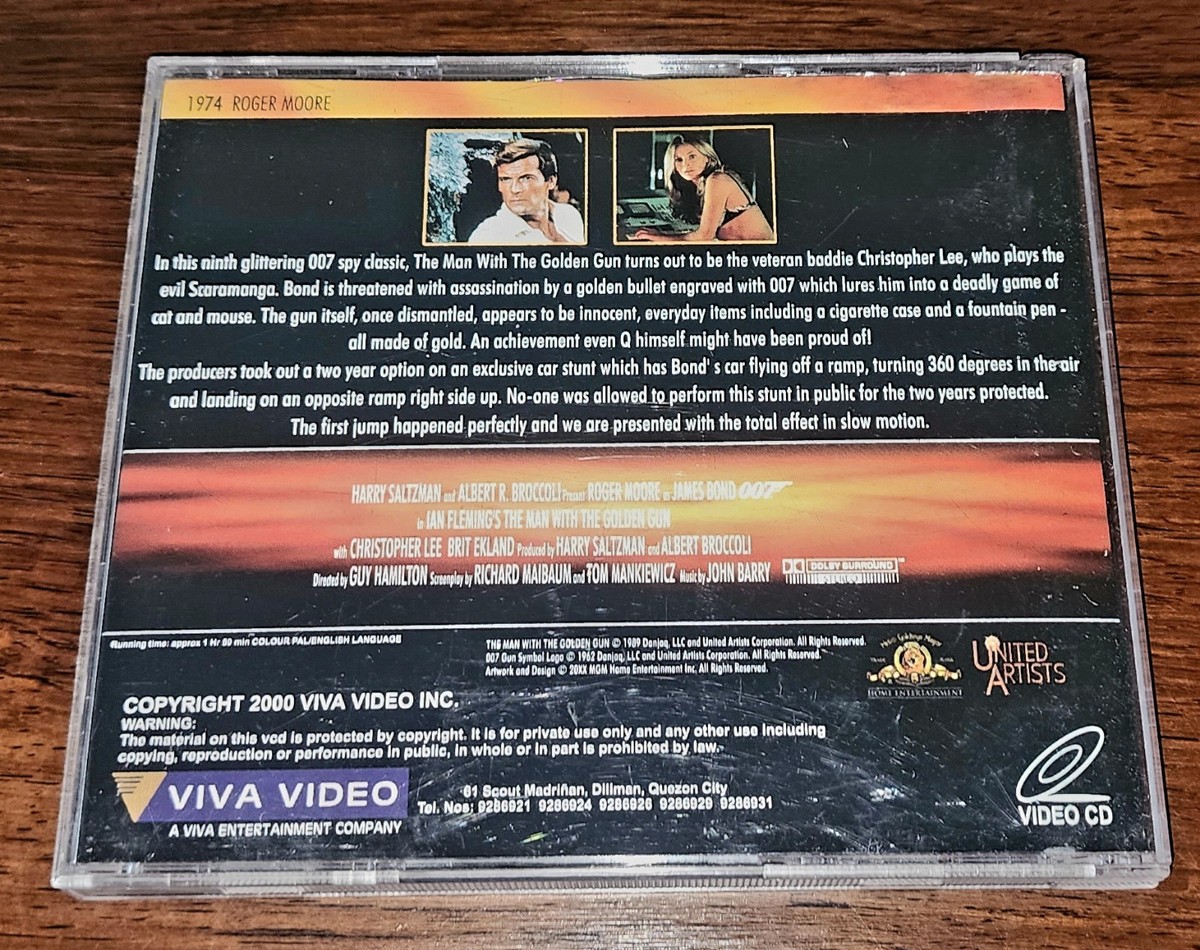 1974 ROGER MOORE
In this ninth glittering 007 spy classic, The Man With The Golden Gun turns out to be the veteran baddie Christopher Lee, who plays the
evil Scaramanga. Bond is threatened with assassination by a golden bullet engraved with 007 which lures him into a deadly game of
cat and mouse. The gun itself, once dismantled, appears to be innocent, everyday items including a cigarette case and a fountain pen -
all made of gold. An achievement even Q himself might have been proud of!
The producers took out a two year option on an exclusive car stunt which has Bond's car flying off a ramp, turning 360 degrees in the air
and landing on an opposite ramp right side up. No-one was allowed to perform this stunt in public for the two years protected.
The first jump happened perfectly and we are presented with the total effect in slow motion.
HARRY SALTZMAN and ALBERT R. BROCCOLI Present ROGER MOORE as JAMES BOND 007
in IAN FLEMING'S THE MAN WITH THE GOLDEN GUN
with CHRISTOPHER LEE BRIT EKLAND Produced by HARRY SALTZMAN and ALBERT BROCCOLI
Directed by GUY HAMILTON Screenplay by RICHARD MAIBAUM and TOM MANKIEWICZ Music by JOHN BARRY
DOLBY SURROUND
STEREO
Running time: approx 1 Hr 59 min COLOUR PAL/ENGLISH LANGUAGE
THE MAN WITH THE GOLDEN GUN © 1989 Danjaq, LLC and United Artists Corporation. All Rights Reserved.
007 Gun Symbol Logo © 1962 Danjaq, LLC and United Artists Corporation. All Rights Reserved.
Artwork and Design © 20XX MGM Home Entertainment Inc. All Rights Reserved.
HOME ENTERTAINMENT
UNITED
ARTISTS
COPYRIGHT 2000 VIVA VIDEO INC.
WARNING:
The material on this vcd is protected by copyright. It is for private use only and any other use including
copying, reproduction or performance in public, in whole or in part is prohibited by law.
VIVA VIDEO
A VIVA ENTERTAINMENT COMPANY
61 Scout Madriñan, Diliman, Quezon City
Tel. Nos: 9286921 9286924 9286926 9286929 9286931
VIDEO CD